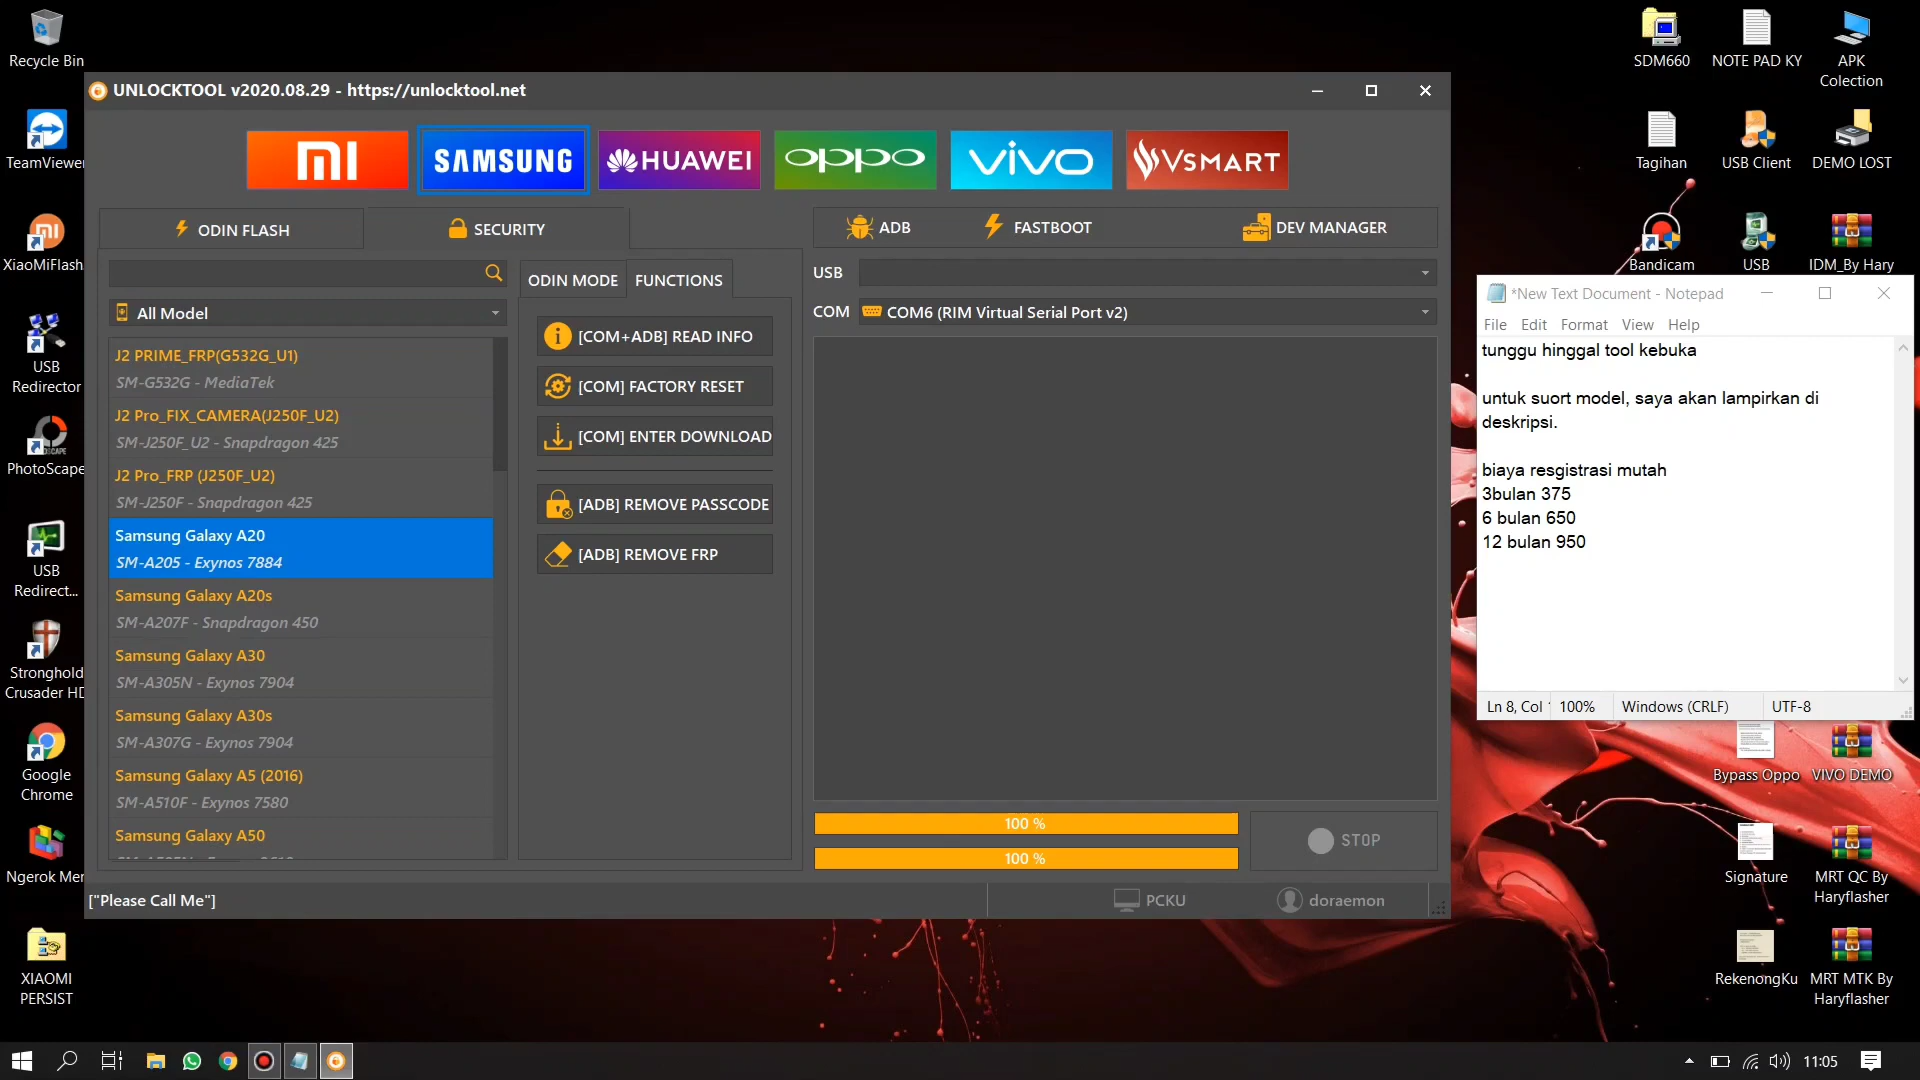 Recycle Bin
TeamViewer
XiaoMiFlash
USB
Redirector
PhotoScape
USB
Redirect...
Stronghold
Crusader HD
Google
Chrome
Ngerok Mer
XIAOMI
PERSIST
UNLOCKTOOL v2020.08.29 - https://unlocktool.net
SAMSUNG
HUAWEI
oppo
vivo
VSMART
ODIN FLASH
SECURITY
ADB
FASTBOOT
DEV MANAGER
All Model
J2 PRIME_FRP(G532G_U1)
SM-G532G - MediaTek
J2 Pro_FIX_CAMERA(J250F_U2)
SM-J250F_U2 - Snapdragon 425
J2 Pro_FRP (J250F_U2)
SM-J250F - Snapdragon 425
Samsung Galaxy A20
SM-A205 - Exynos 7884
Samsung Galaxy A20s
SM-A207F - Snapdragon 450
Samsung Galaxy A30
SM-A305N - Exynos 7904
Samsung Galaxy A30s
SM-A307G - Exynos 7904
Samsung Galaxy A5 (2016)
SM-A510F - Exynos 7580
Samsung Galaxy A50
ODIN MODE
FUNCTIONS
[COM+ADB] READ INFO
[COM] FACTORY RESET
[COM] ENTER DOWNLOAD
[ADB] REMOVE PASSCODE
[ADB] REMOVE FRP
USB
COM COM6 (RIM Virtual Serial Port v2)
100 %
100 %
STOP
["Please Call Me"]
PCKU
doraemon
SDM660
NOTE PAD KY
APK
Colection
Tagihan
USB Client
DEMO LOST
Bandicam
USB
IDM_By Hary
*New Text Document - Notepad
File Edit Format View Help
tunggu hinggal tool kebuka
untuk suort model, saya akan lampirkan di
deskripsi.
biaya resgistrasi mutah
3bulan 375
6 bulan 650
12 bulan 950
Ln 8, Col
100%
Windows (CRLF)
UTF-8
Bypass Oppo
VIVO DEMO
Signature
MRT QC By
Haryflasher
RekenongKu
MRT MTK By
Haryflasher
11:05